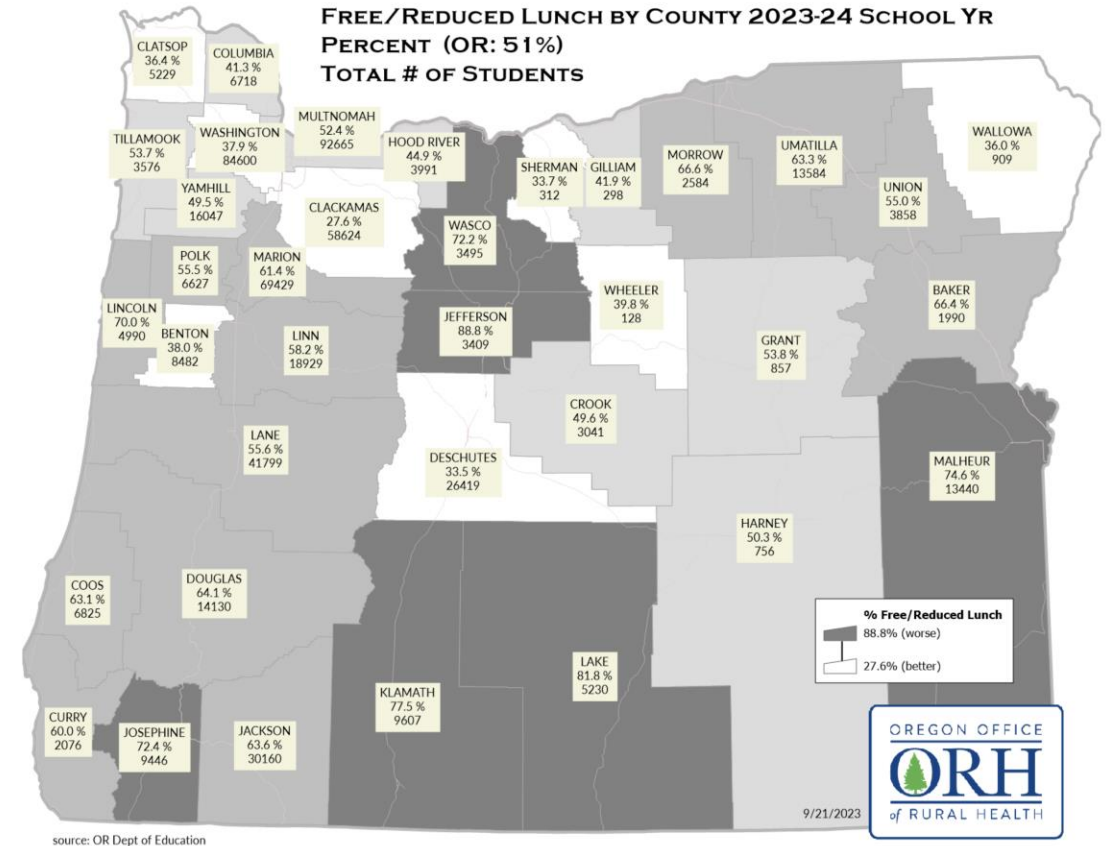 FREE/REDUCED LUNCH BY COUNTY 2023-24 SCHOOL YR
PERCENT (OR: 51%)
TOTAL # OF STUDENTS
CLATSOP
36.4 %
5229
COLUMBIA
41.3 %
6718
TILLAMOOK
53.7 %
3576
WASHINGTON
37.9 %
84600
MULTNOMAH
52.4 %
92665
HOOD RIVER
44.9 %
3991
SHERMAN
33.7 %
312
GILLIAM
41.9 %
298
MORROW
66.6 %
2584
UMATILLA
63.3 %
13584
UNION
55.0 %
3858
WALLOWA
36.0 %
909
YAMHILL
49.5 %
16047
CLACKAMAS
27.6 %
58624
WASCO
72.2 %
3495
POLK
55.5 %
6627
MARION
61.4 %
69429
LINCOLN
70.0 %
4990
BENTON
38.0 %
8482
LINN
58.2 %
18929
JEFFERSON
88.8 %
3409
WHEELER
39.8 %
128
GRANT
53.8 %
857
BAKER
66.4 %
1990
LANE
55.6 %
41799
DESCHUTES
33.5 %
26419
CROOK
49.6 %
3041
MALHEUR
74.6 %
13440
HARNEY
50.3 %
756
COOS
63.1 %
6825
DOUGLAS
64.1 %
14130
CURRY
60.0 %
2076
JOSEPHINE
72.4 %
9446
JACKSON
63.6 %
30160
KLAMATH
77.5 %
9607
LAKE
81.8 %
5230
% Free/Reduced Lunch
88.8% (worse)
27.6% (better)
OREGON OFFICE
ORH
of RURAL HEALTH
9/21/2023
source: OR Dept of Education